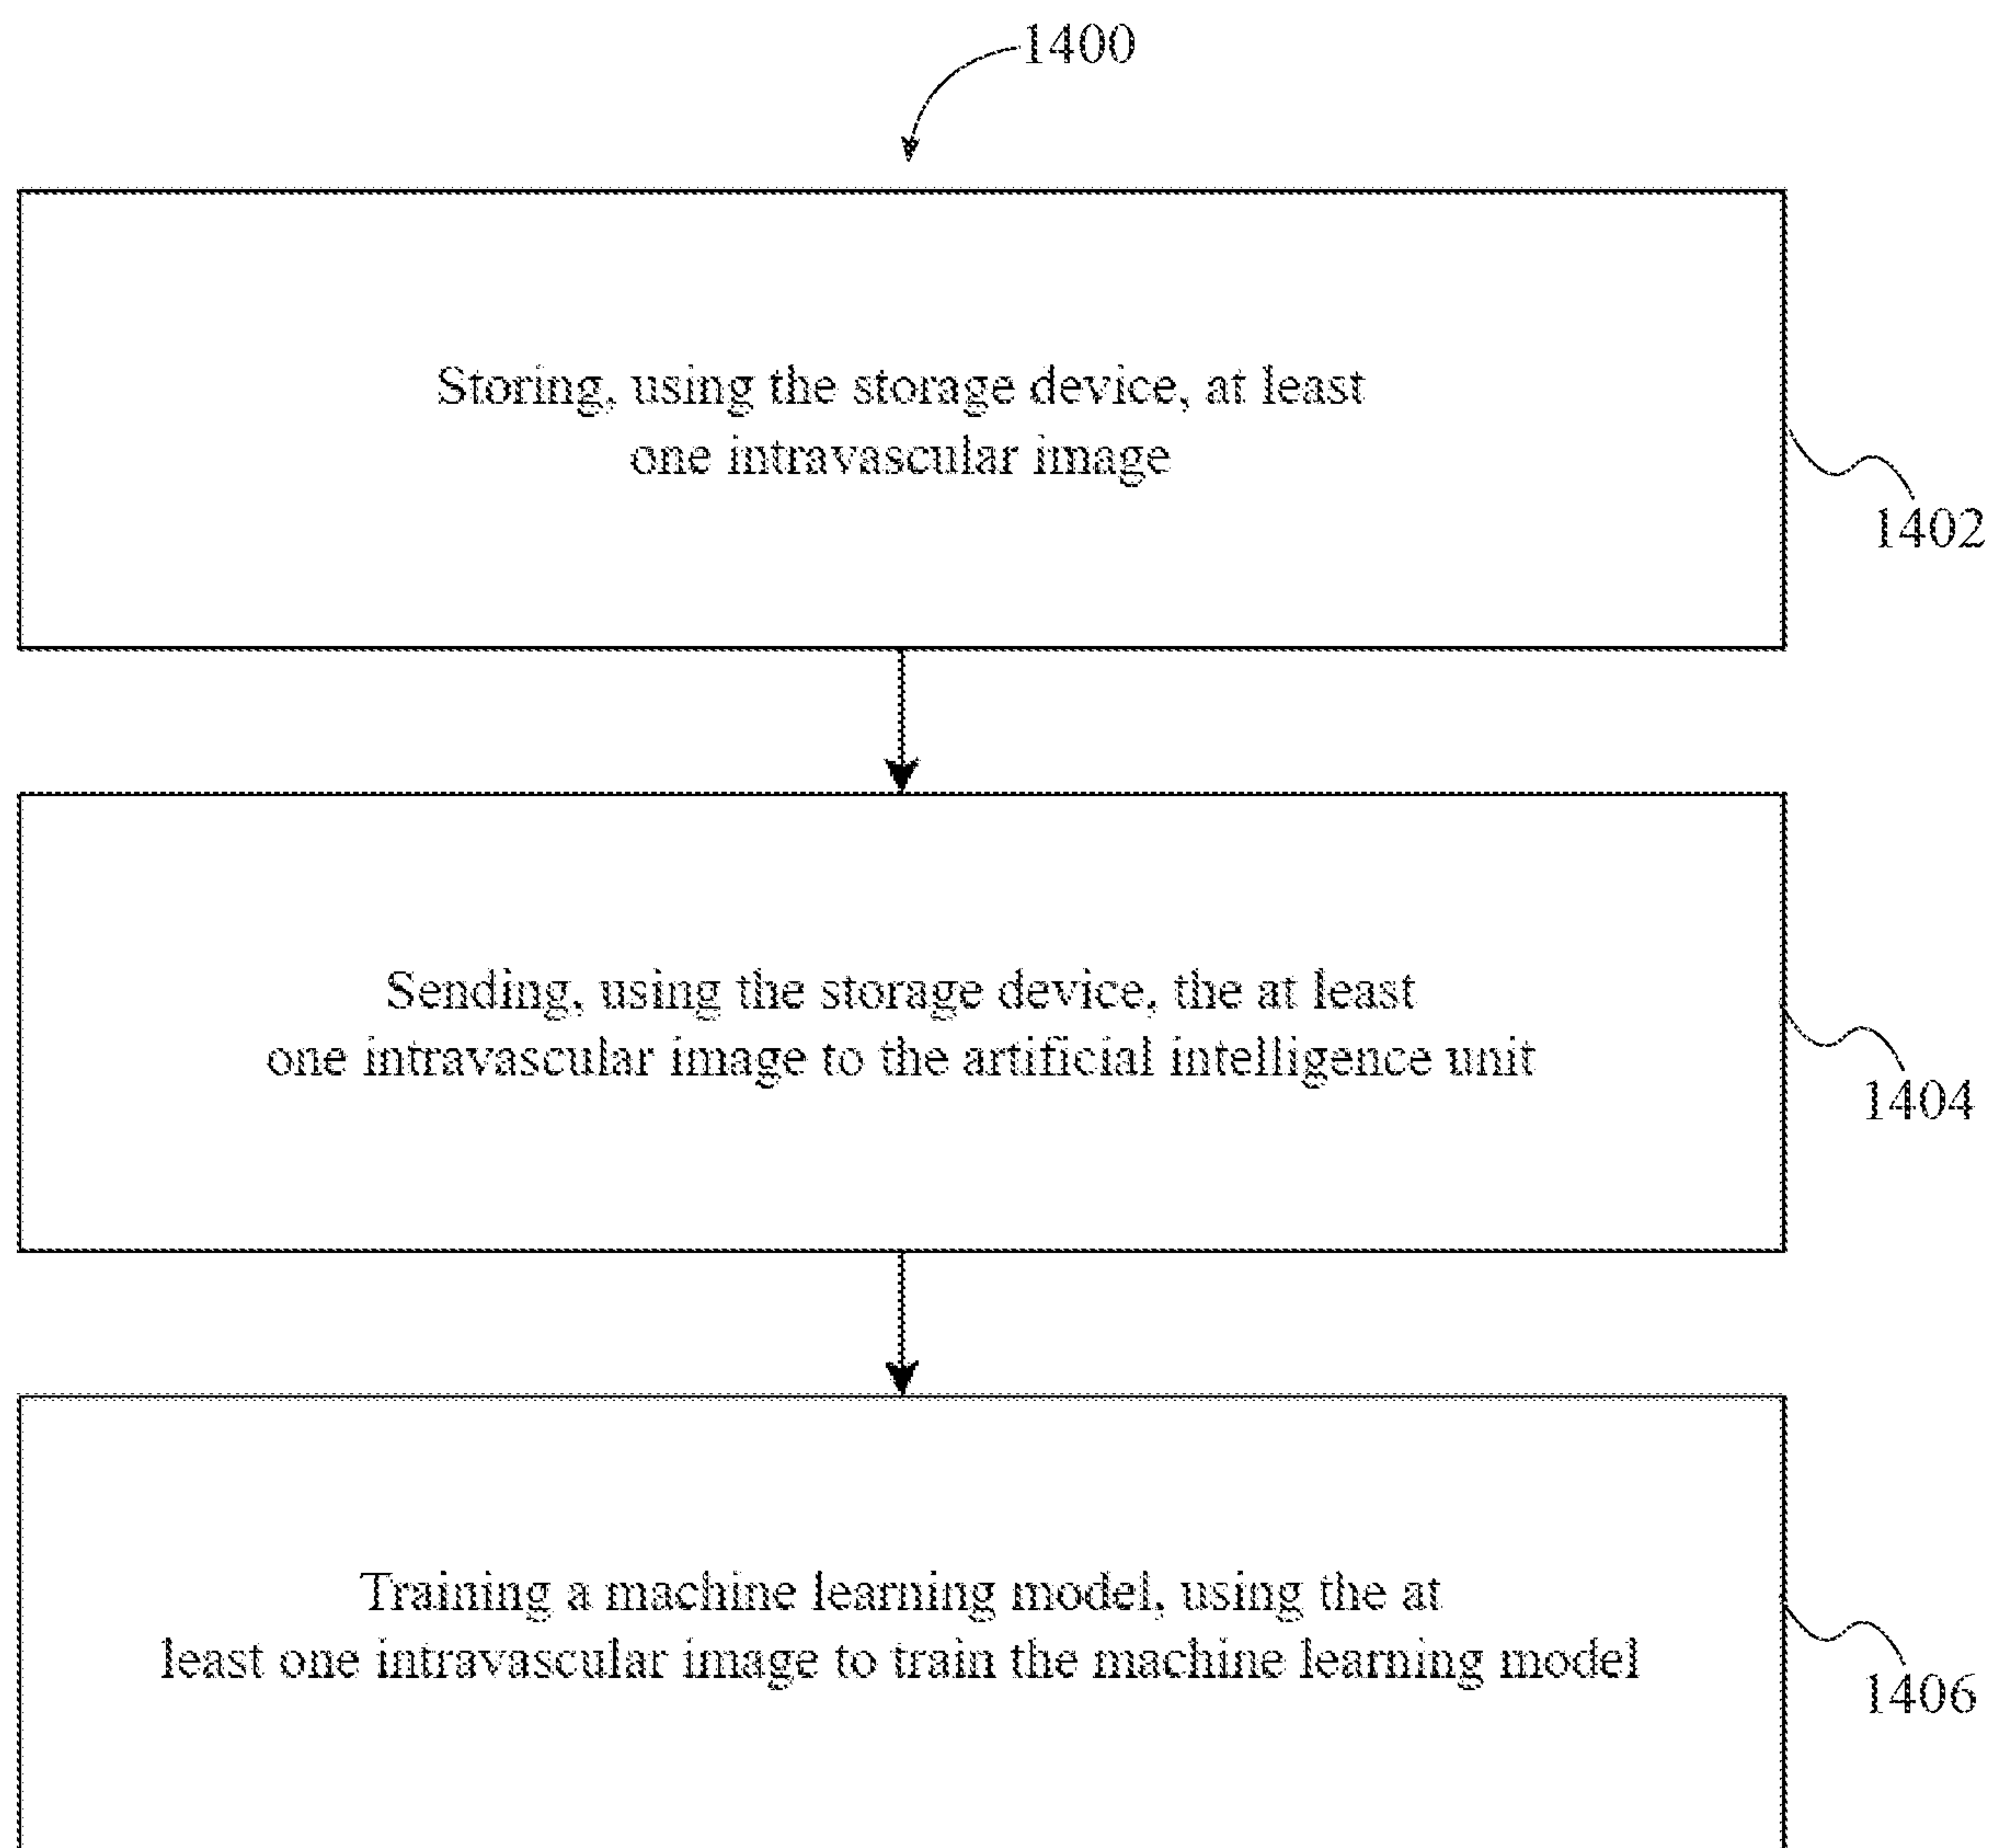 1400
Storing, using the storage device, at least
one intravascular image
1402
Sending, using the storage device, the at least
one intravascular image to the artificial intelligence unit
1404
Training a machine learning model, using the at
least one intravascular image to train the machine learning model
1406